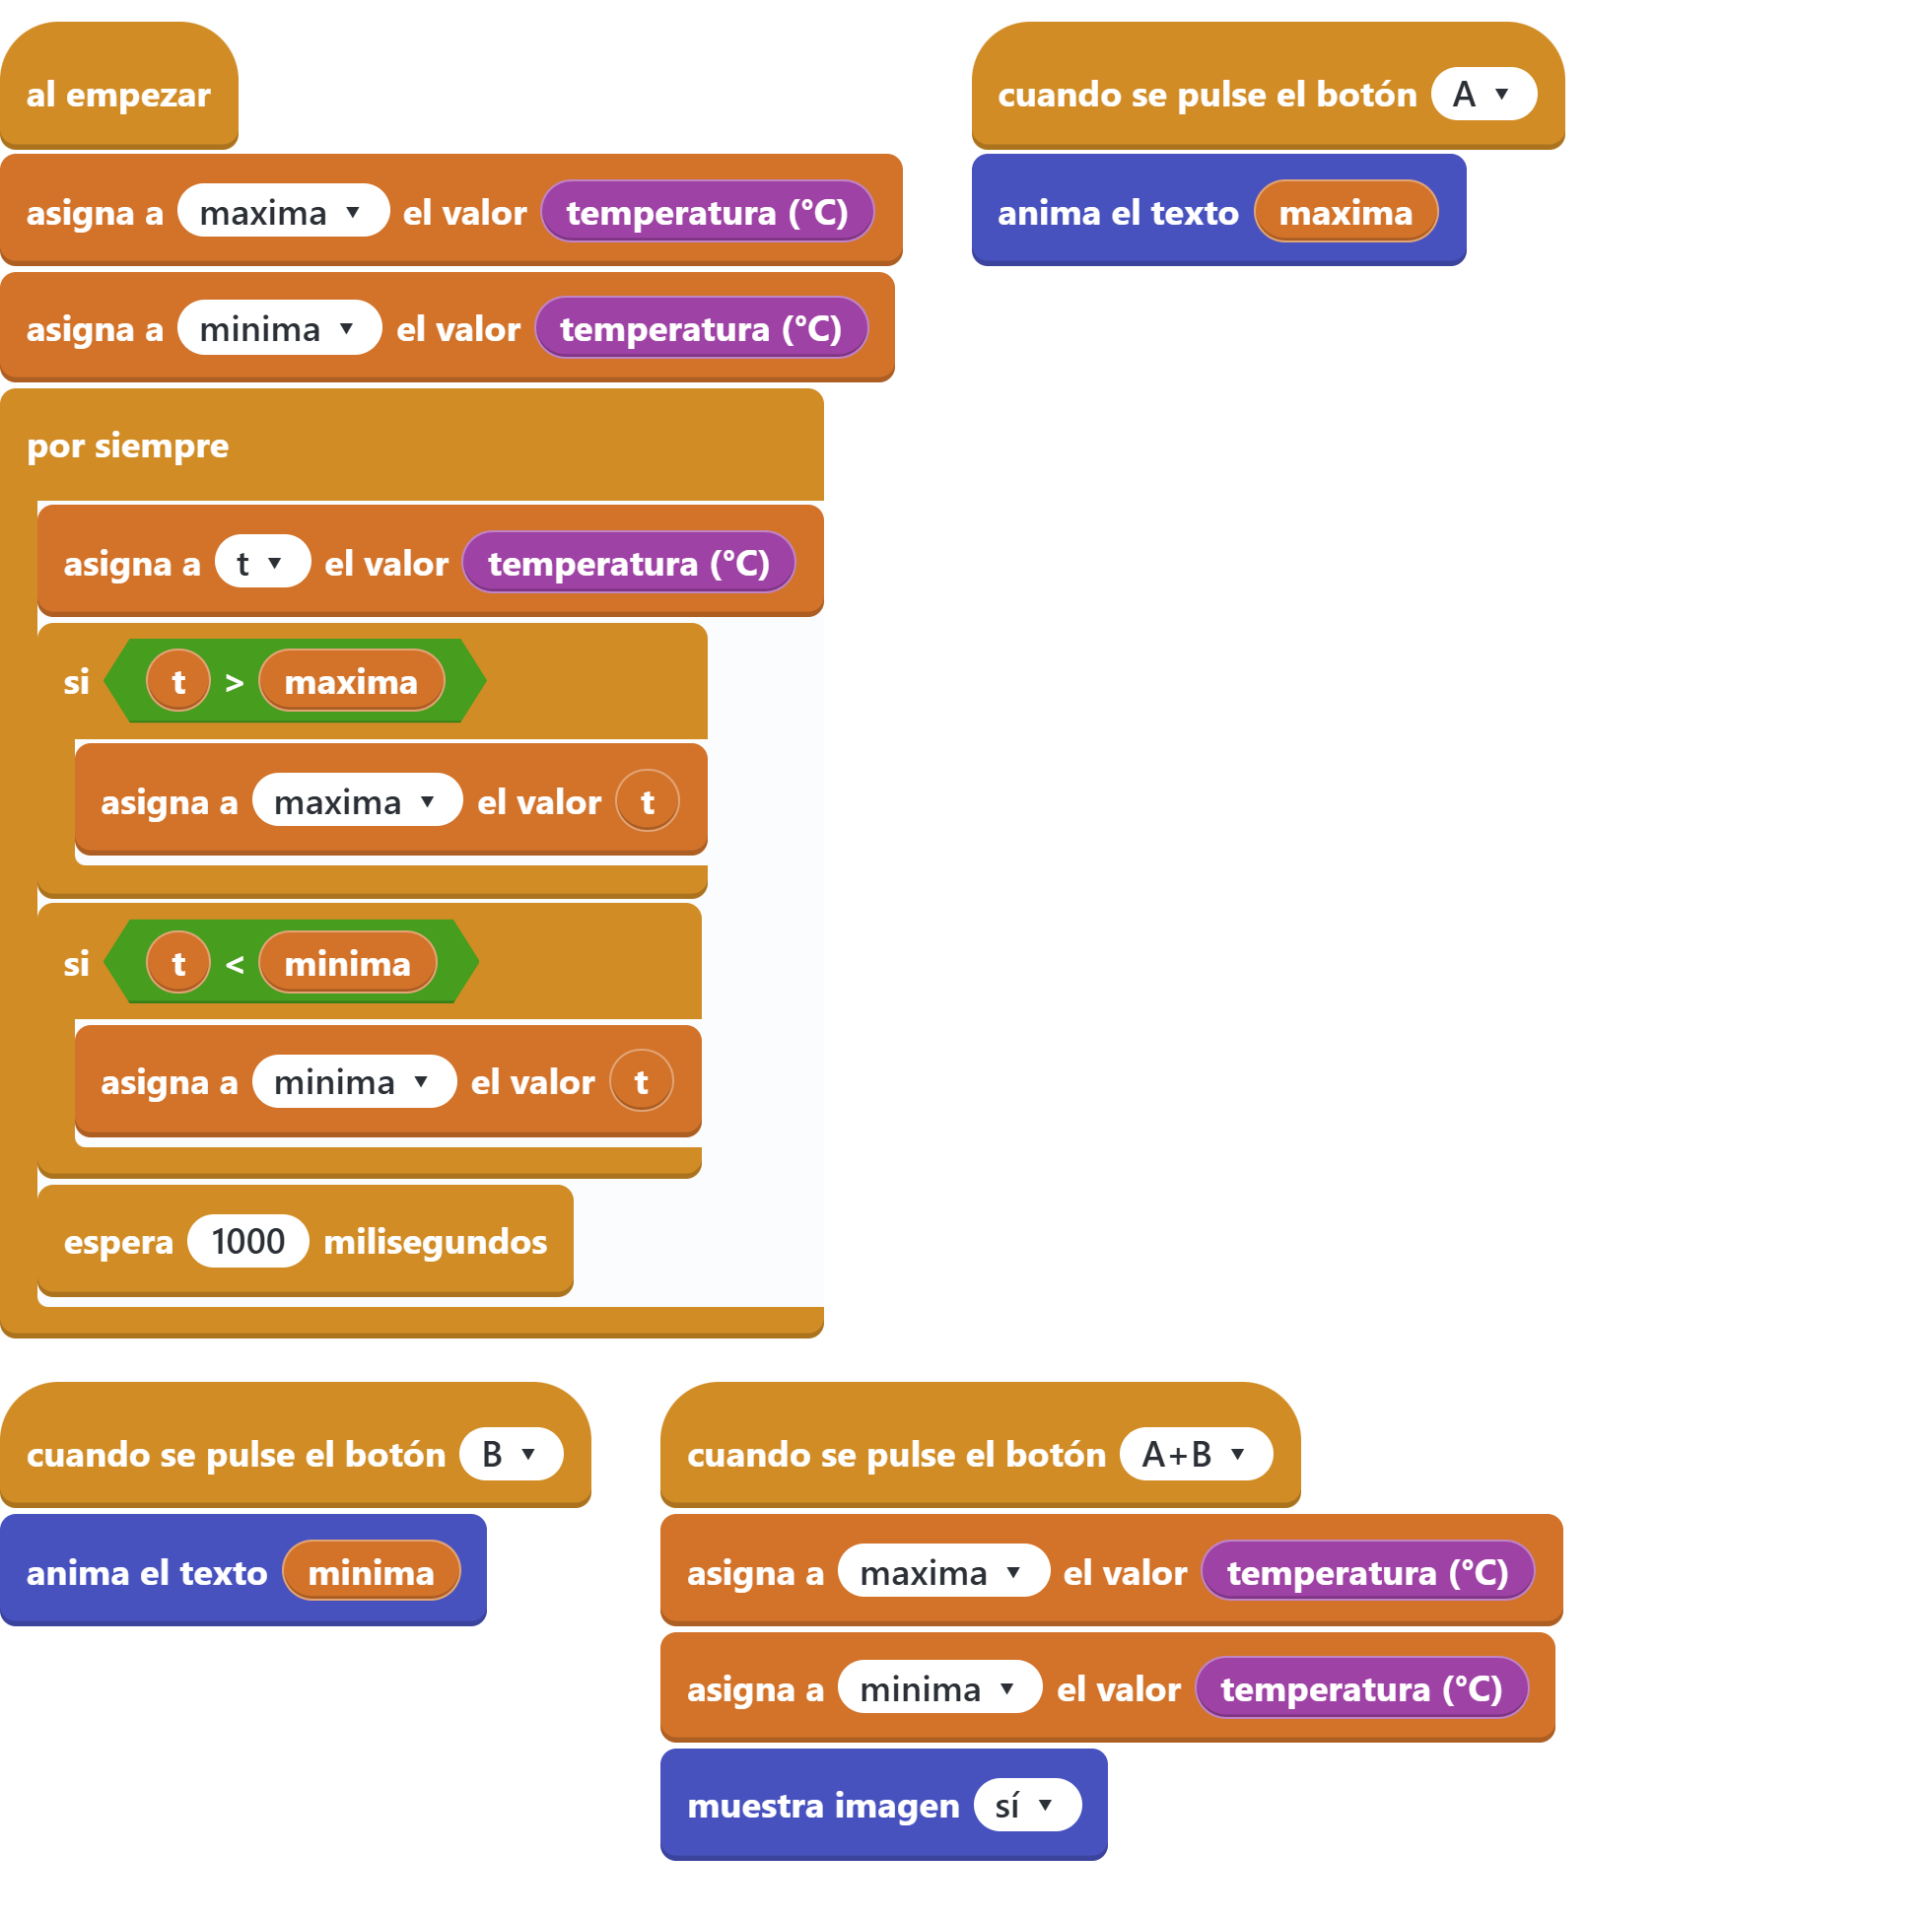 al empezar
asigna a maxima ▼ el valor temperatura (°C)
asigna a minima ▼ el valor temperatura (°C)
por siempre
asigna a t ▼ el valor temperatura (°C)
si t > maxima
asigna a maxima ▼ el valor t
si t < minima
asigna a minima ▼ el valor t
espera 1000 milisegundos
cuando se pulse el botón A ▼
anima el texto maxima
cuando se pulse el botón B ▼
anima el texto minima
cuando se pulse el botón A+B ▼
asigna a maxima ▼ el valor temperatura (°C)
asigna a minima ▼ el valor temperatura (°C)
muestra imagen sí ▼